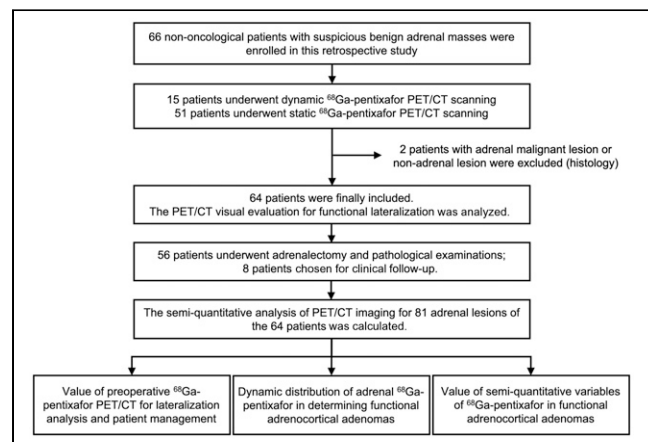 66 non-oncological patients with suspicious benign adrenal masses were
enrolled in this retrospective study
15 patients underwent dynamic ⁶⁸Ga-pentixafor PET/CT scanning
51 patients underwent static ⁶⁸Ga-pentixafor PET/CT scanning
2 patients with adrenal malignant lesion or
non-adrenal lesion were excluded (histology)
64 patients were finally included.
The PET/CT visual evaluation for functional lateralization was analyzed.
56 patients underwent adrenalectomy and pathological examinations;
8 patients chosen for clinical follow-up.
The semi-quantitative analysis of PET/CT imaging for 81 adrenal lesions of
the 64 patients was calculated.
Value of preoperative ⁶⁸Ga-
pentixafor PET/CT for lateralization
analysis and patient management
Dynamic distribution of adrenal ⁶⁸Ga-
pentixafor in determining functional
adrenocortical adenomas
Value of semi-quantitative variables
of ⁶⁸Ga-pentixafor in functional
adrenocortical adenomas